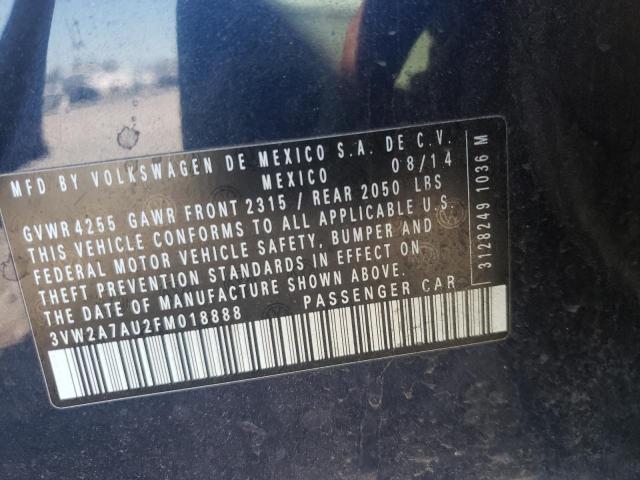 MFD BY VOLKSWAGEN DE MEXICO S.A. DE C.V.
MEXICO 08/14
GVWR 4255 GAWR FRONT 2315 / REAR 2050 LBS
THIS VEHICLE CONFORMS TO ALL APPLICABLE U.S.
FEDERAL MOTOR VEHICLE SAFETY, BUMPER AND
THEFT PREVENTION STANDARDS IN EFFECT ON
THE DATE OF MANUFACTURE SHOWN ABOVE.
3VW2A7AU2FM018888 PASSENGER CAR
3128249 1036 M